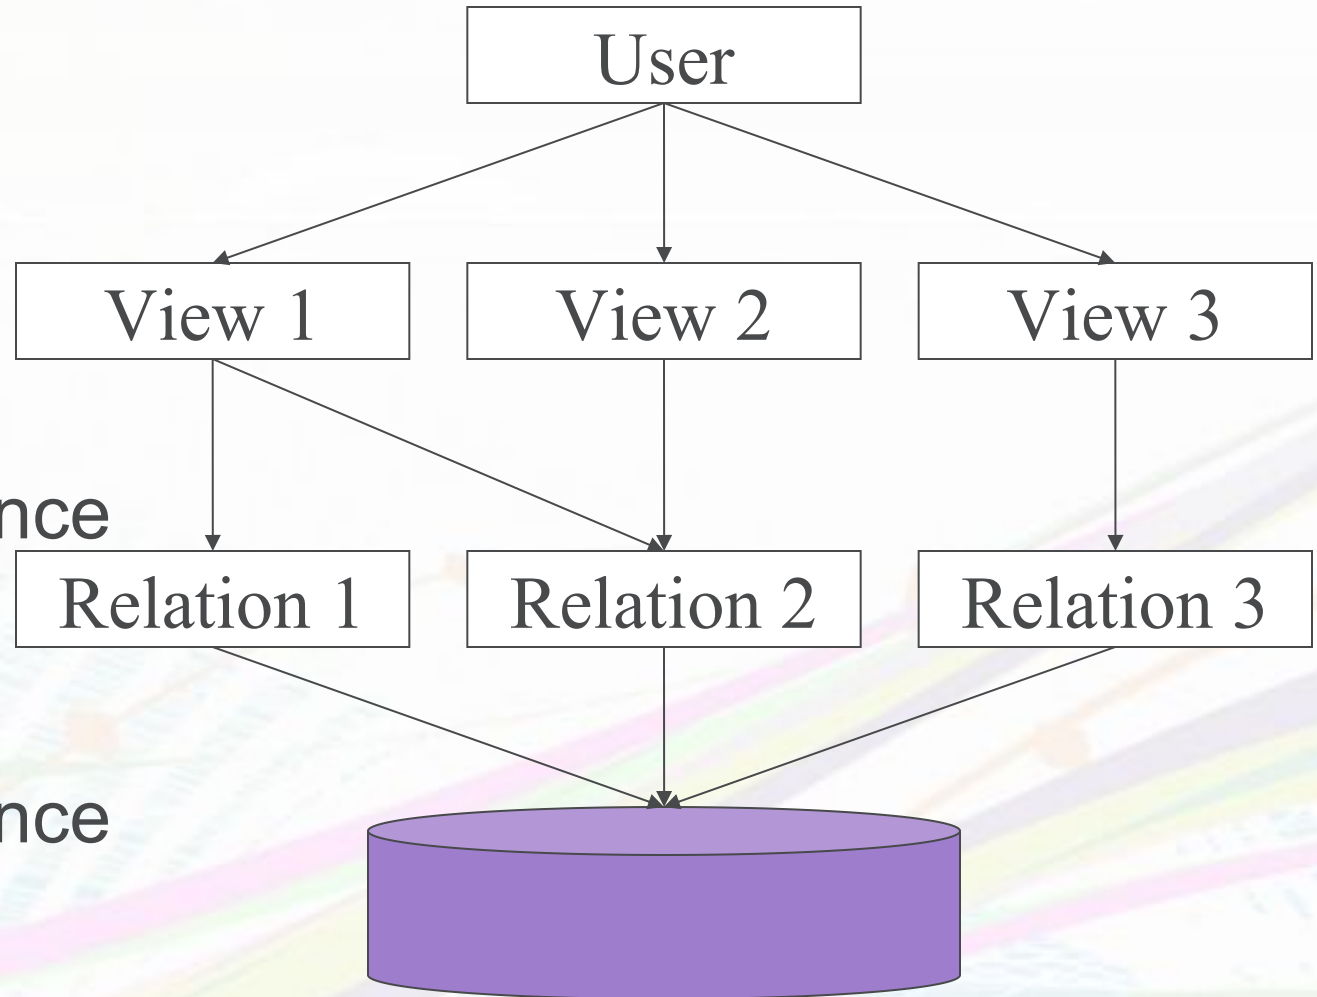 User
View 1
View 2
View 3
nce
Relation 1
Relation 2
Relation 3
nce